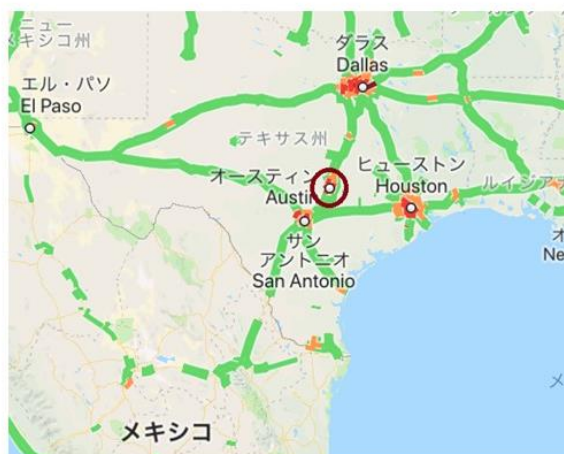 ニュー
メキシコ州
ダラス
Dallas
エル・パソ
El Paso
テキサス州
オースティン
Austin
ヒューストン
Houston
ルイジアナ
サン
アントニオ
San Antonio
メキシコ